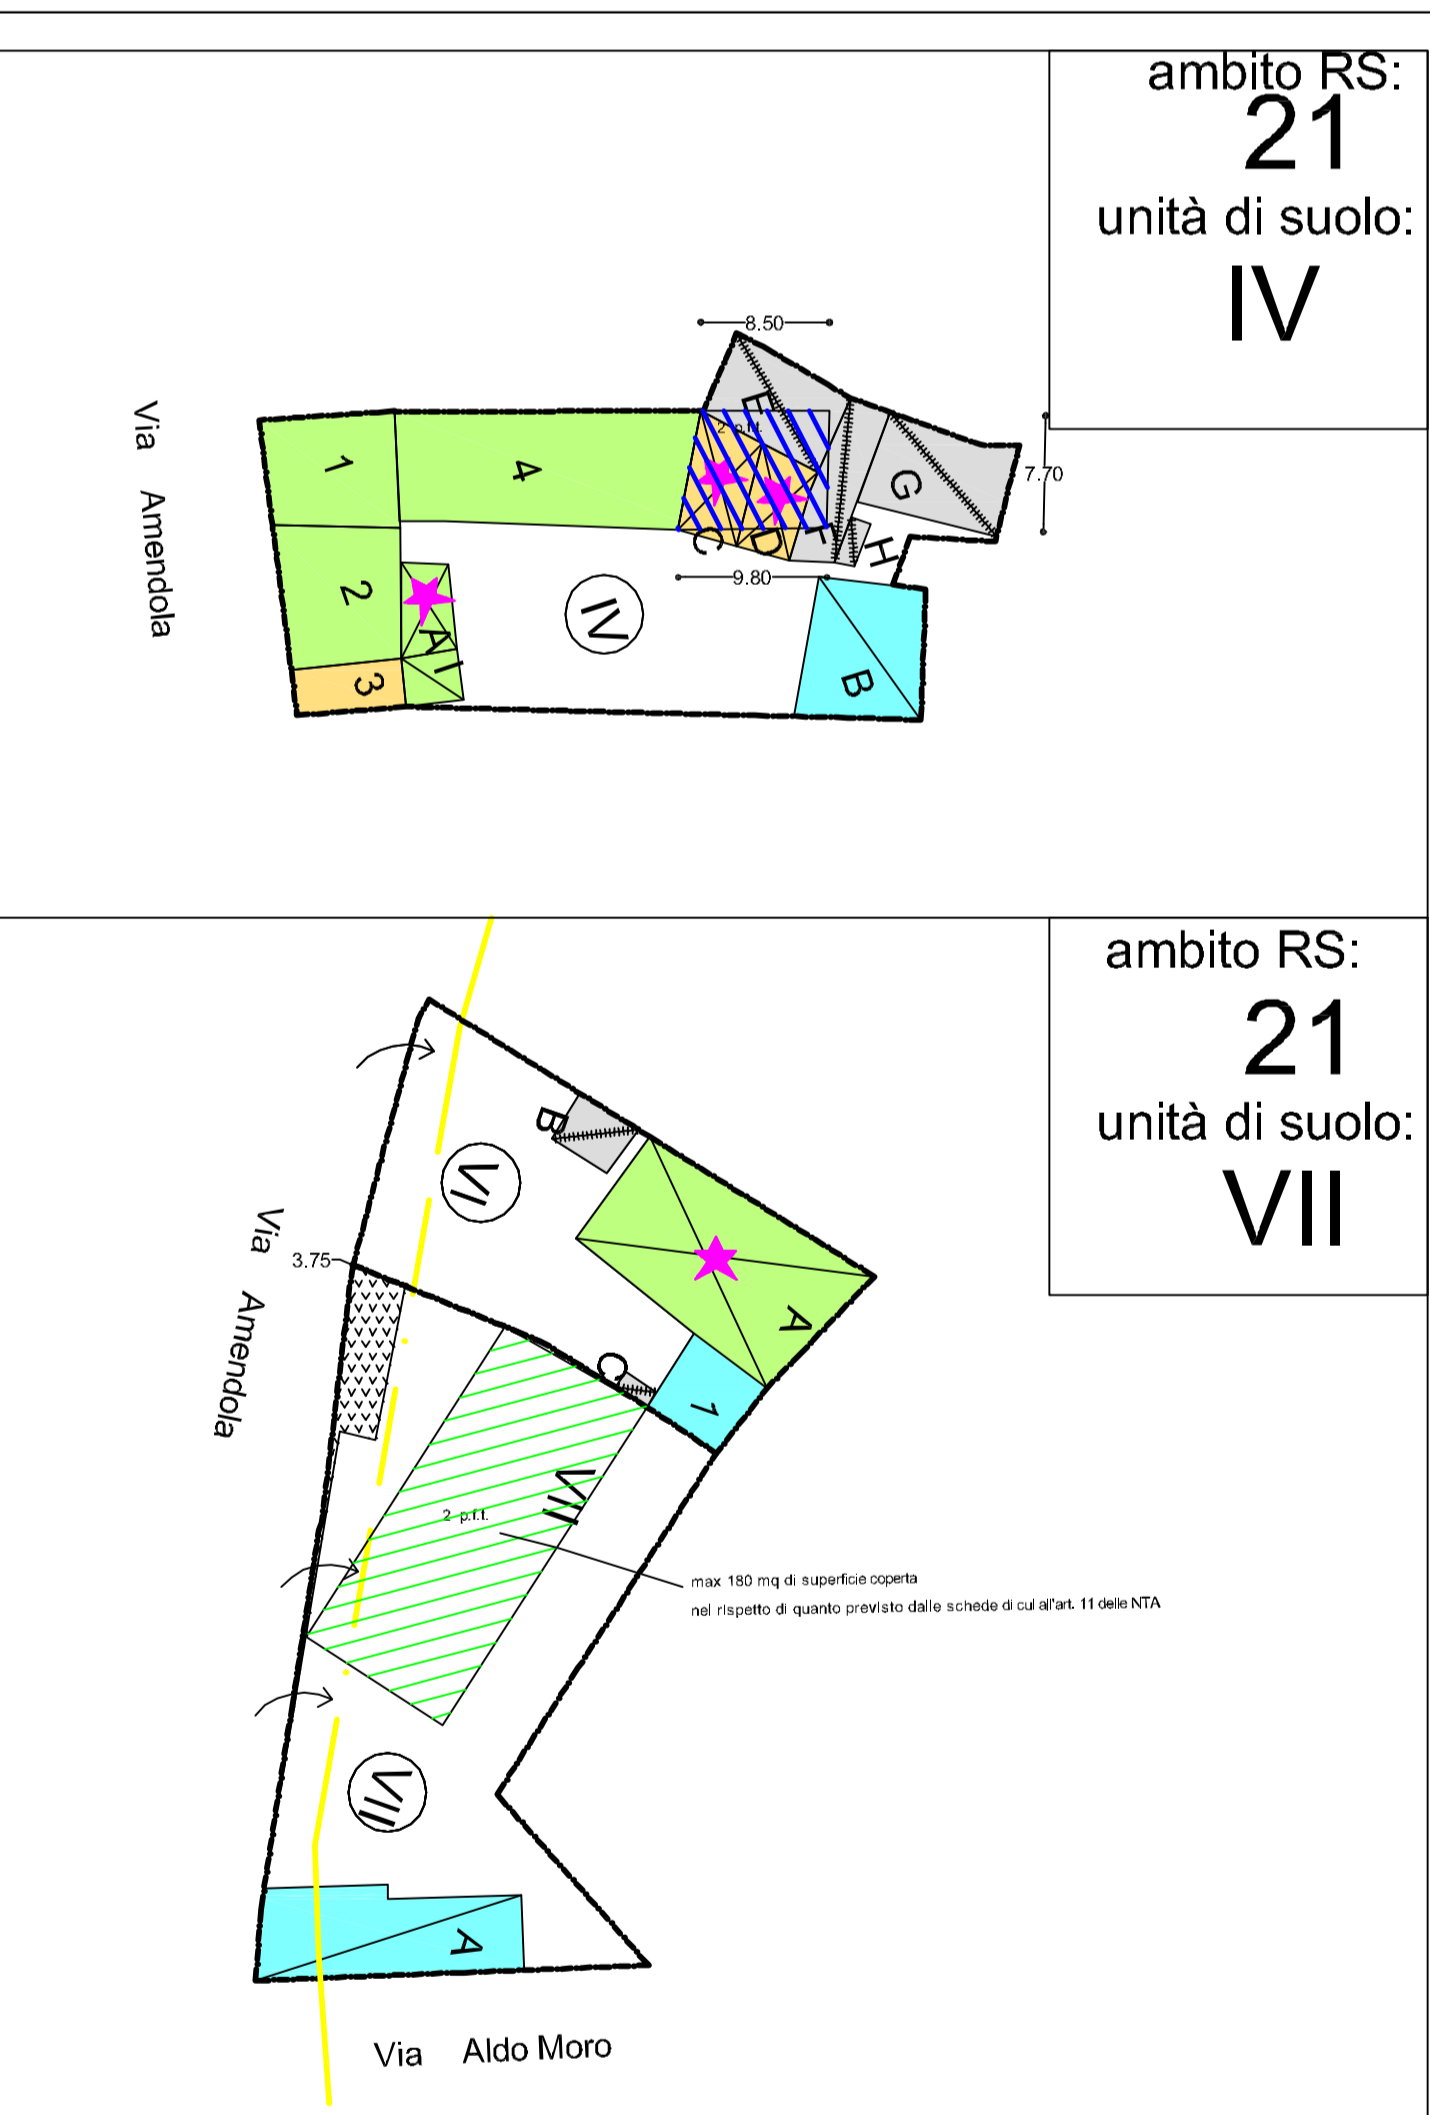 ambito RS:
21
unità di suolo:
IV
8.50
Via Amendola
1
4
E
2 p.f.t.
G
7.70
C
D
F
H
9.80
2
A
I
3
IV
B
ambito RS:
21
unità di suolo:
VII
B
VI
Via Amendola
3.75
A
C
1
VII
2 p.f.t.
max 180 mq di superficie coperta
nel rispetto di quanto previsto dalle schede di cui all'art. 11 delle NTA
VII
A
Via Aldo Moro